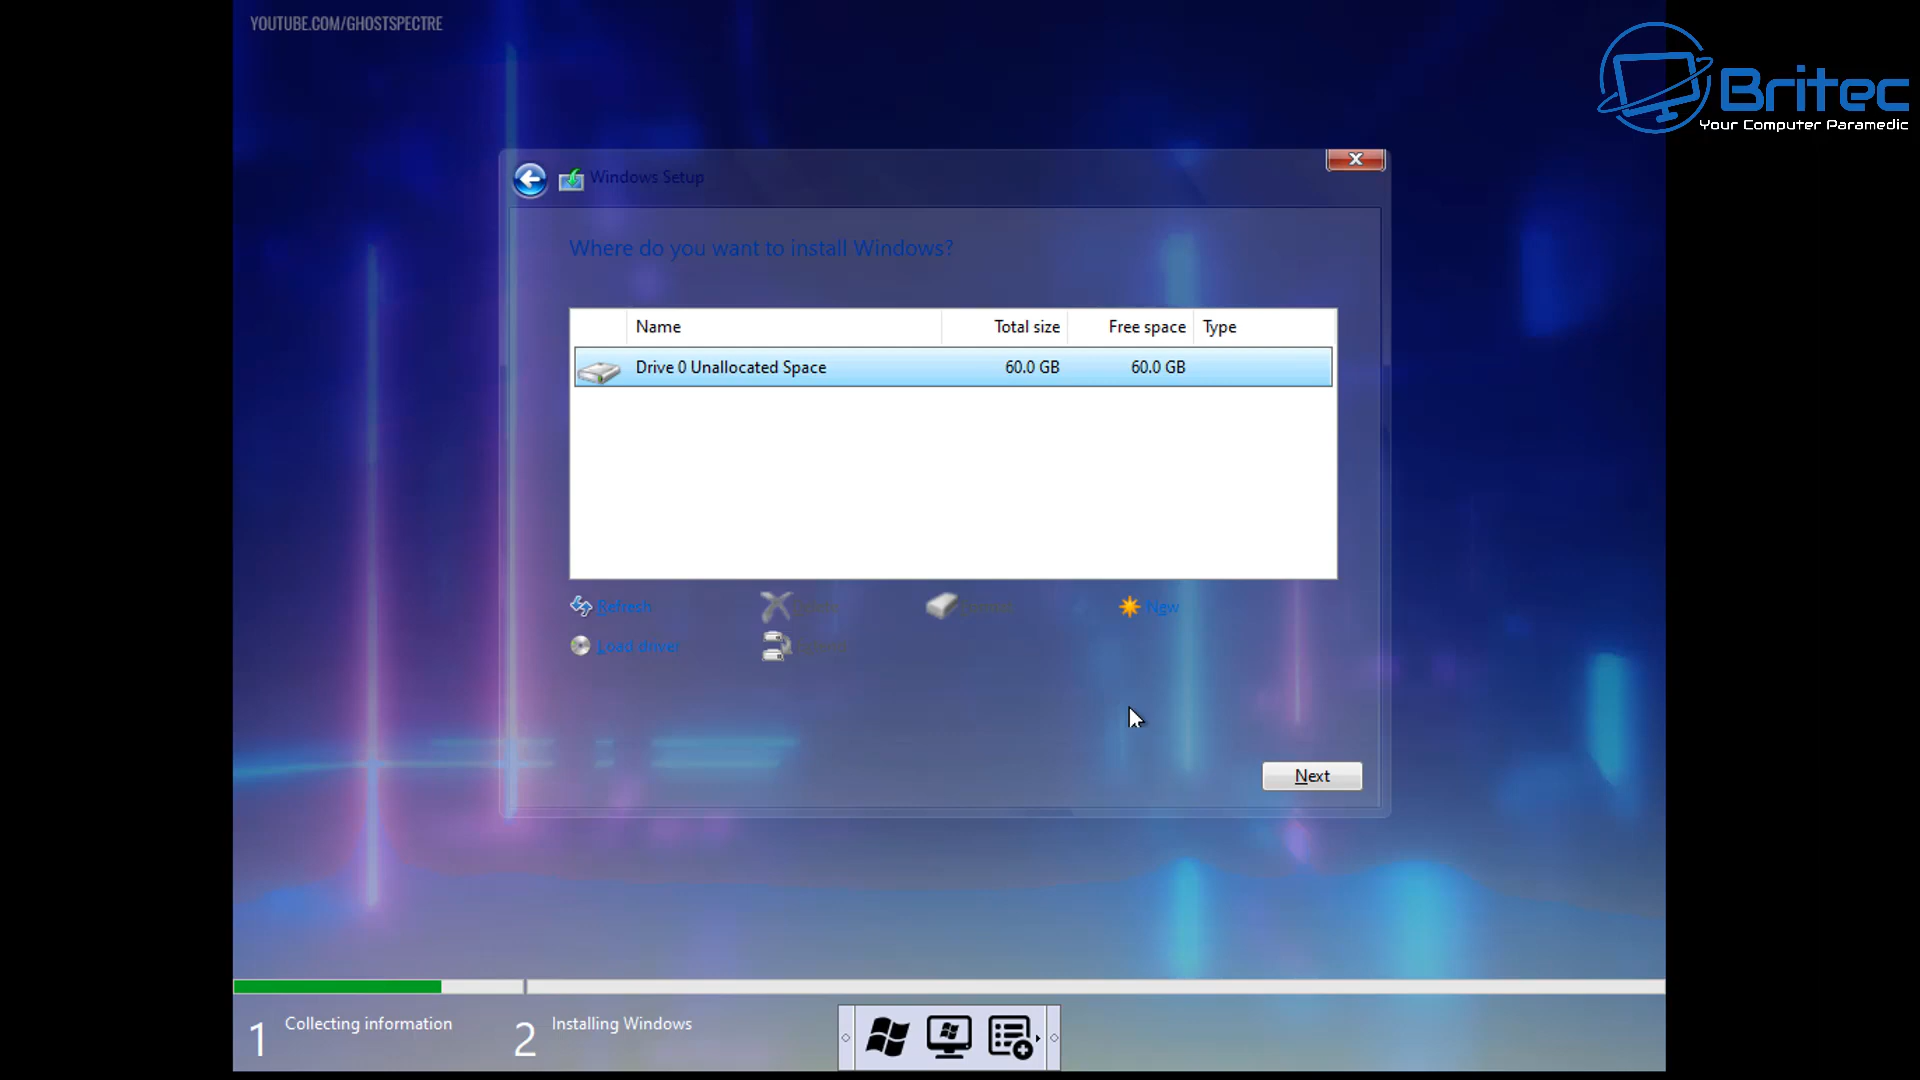 YOUTUBE.COM/GHOSTSPECTRE
Britec
Your Computer Paramedic
Windows Setup
Where do you want to install Windows?
Name Total size Free space Type
Drive 0 Unallocated Space 60.0 GB 60.0 GB
Refresh New
Load driver
Next
1 Collecting information 2 Installing Windows